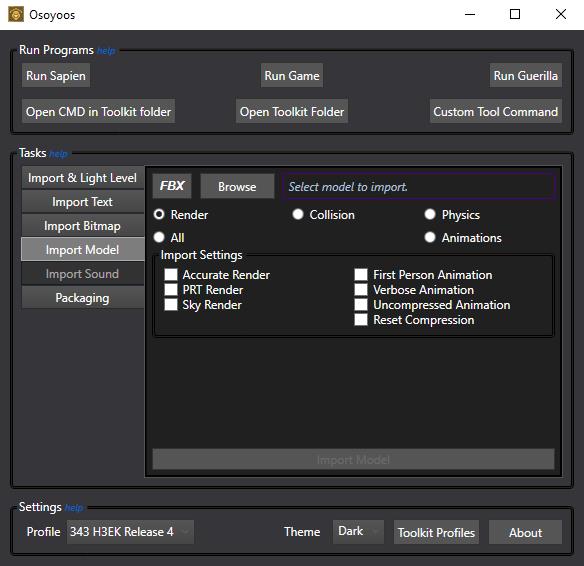 Osoyoos
Run Programs help
Run Sapien Run Game Run Guerilla
Open CMD in Toolkit folder Open Toolkit Folder Custom Tool Command
Tasks help
Import & Light Level
Import Text
Import Bitmap
Import Model
Import Sound
Packaging
FBX Browse Select model to import.
Render Collision Physics
All Animations
Import Settings
Accurate Render First Person Animation
PRT Render Verbose Animation
Sky Render Uncompressed Animation
Reset Compression
Import Model
Settings help
Profile 343 H3EK Release 4 Theme Dark Toolkit Profiles About